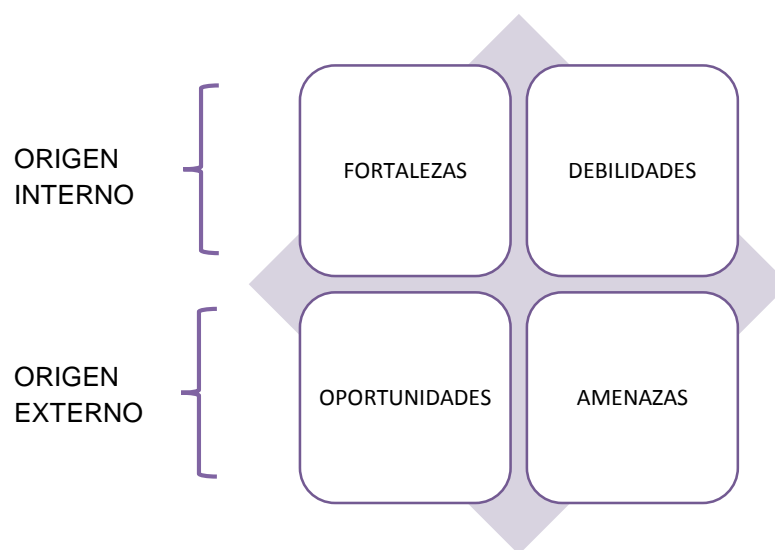 ORIGEN
INTERNO
FORTALEZAS
DEBILIDADES
ORIGEN
EXTERNO
OPORTUNIDADES
AMENAZAS